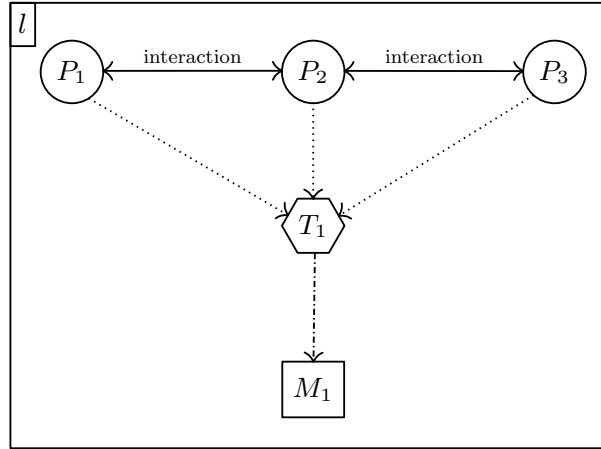 l
P₁ interaction P₂ interaction P₃
T₁
M₁